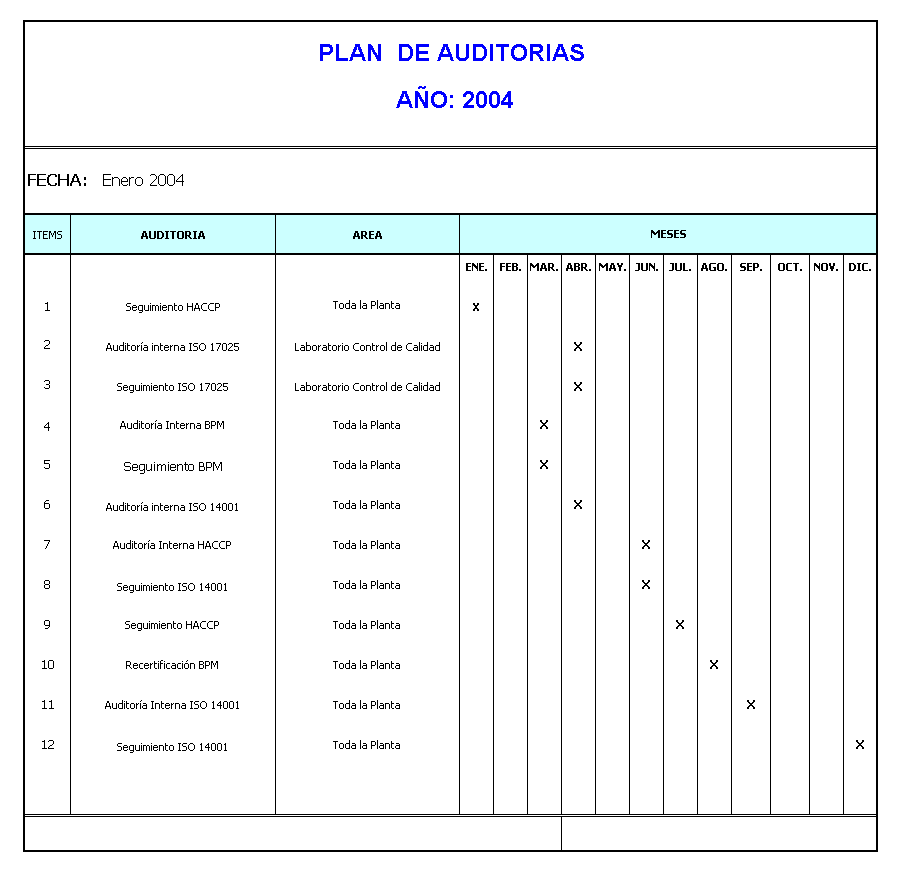 PLAN DE AUDITORIAS
AÑO: 2004
FECHA: Enero 2004
ITEMS AUDITORIA AREA MESES
ENE. FEB. MAR. ABR. MAY. JUN. JUL. AGO. SEP. OCT. NOV. DIC.
1 Seguimiento HACCP Toda la Planta X
2 Auditoría interna ISO 17025 Laboratorio Control de Calidad X
3 Seguimiento ISO 17025 Laboratorio Control de Calidad X
4 Auditoría Interna BPM Toda la Planta X
5 Seguimiento BPM Toda la Planta X
6 Auditoría interna ISO 14001 Toda la Planta X
7 Auditoría Interna HACCP Toda la Planta X
8 Seguimiento ISO 14001 Toda la Planta X
9 Seguimiento HACCP Toda la Planta X
10 Recertificación BPM Toda la Planta X
11 Auditoría Interna ISO 14001 Toda la Planta X
12 Seguimiento ISO 14001 Toda la Planta X